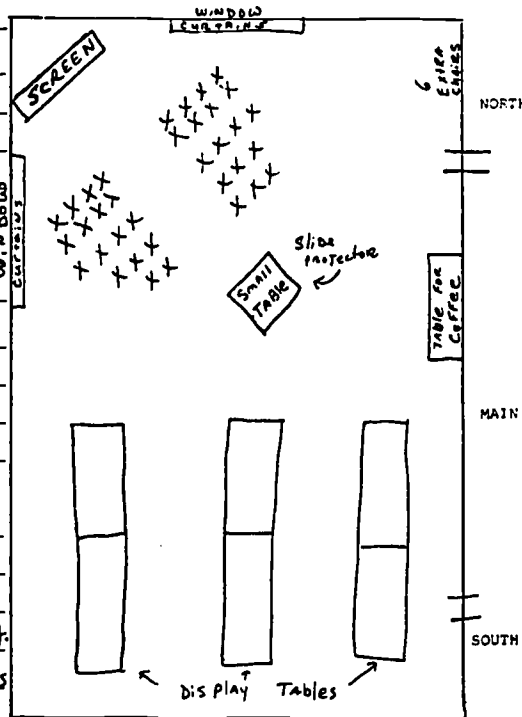 WINDOW
CURTAINS
SCREEN
6
EXTRA
CHAIRS
NORTH
WINDOW
CURTAINS
Slide
PROJECTOR
SMALL
TABLE
TABLE FOR
COFFEE
MAIN
SOUTH
Display Tables